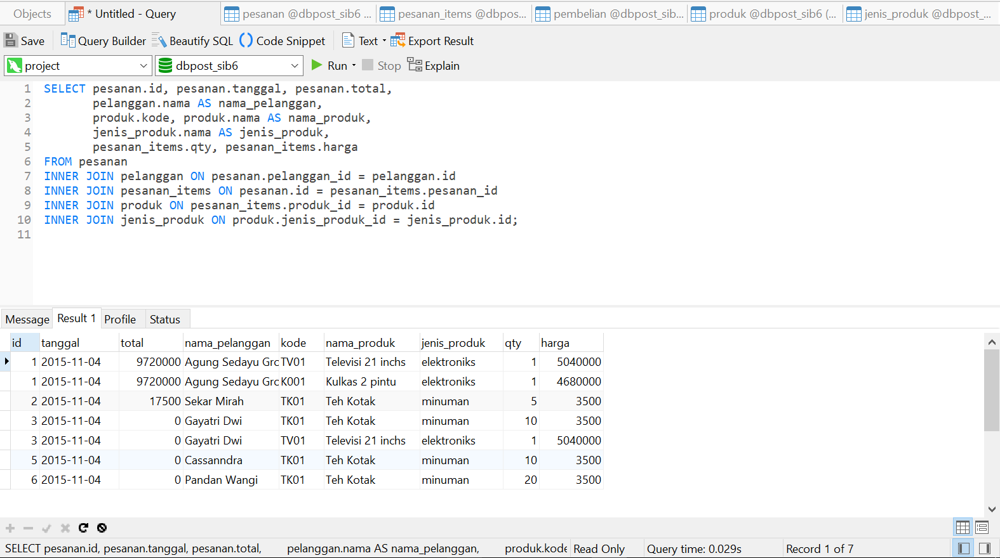 Objects
* Untitled - Query
pesanan @dbpost_sib6 ...
pesanan_items @dbpos...
pembelian @dbpost_sib...
produk @dbpost_sib6 (...
jenis_produk @dbpost_...
Save
Query Builder
Beautify SQL
Code Snippet
Text
Export Result
project
dbpost_sib6
Run
Stop
Explain
1 SELECT pesanan.id, pesanan.tanggal, pesanan.total,
2 pelanggan.nama AS nama_pelanggan,
3 produk.kode, produk.nama AS nama_produk,
4 jenis_produk.nama AS jenis_produk,
5 pesanan_items.qty, pesanan_items.harga
6 FROM pesanan
7 INNER JOIN pelanggan ON pesanan.pelanggan_id = pelanggan.id
8 INNER JOIN pesanan_items ON pesanan.id = pesanan_items.pesanan_id
9 INNER JOIN produk ON pesanan_items.produk_id = produk.id
10 INNER JOIN jenis_produk ON produk.jenis_produk_id = jenis_produk.id;
11
Message Result 1 Profile Status
id tanggal total nama_pelanggan kode nama_produk jenis_produk qty harga
1 2015-11-04 9720000 Agung Sedayu Grc TV01 Televisi 21 inchs elektroniks 1 5040000
1 2015-11-04 9720000 Agung Sedayu Grc K001 Kulkas 2 pintu elektroniks 1 4680000
2 2015-11-04 17500 Sekar Mirah TK01 Teh Kotak minuman 5 3500
3 2015-11-04 0 Gayatri Dwi TK01 Teh Kotak minuman 10 3500
3 2015-11-04 0 Gayatri Dwi TV01 Televisi 21 inchs elektroniks 1 5040000
5 2015-11-04 0 Cassanndra TK01 Teh Kotak minuman 10 3500
6 2015-11-04 0 Pandan Wangi TK01 Teh Kotak minuman 20 3500
SELECT pesanan.id, pesanan.tanggal, pesanan.total, pelanggan.nama AS nama_pelanggan, produk.kode
Read Only
Query time: 0.029s
Record 1 of 7